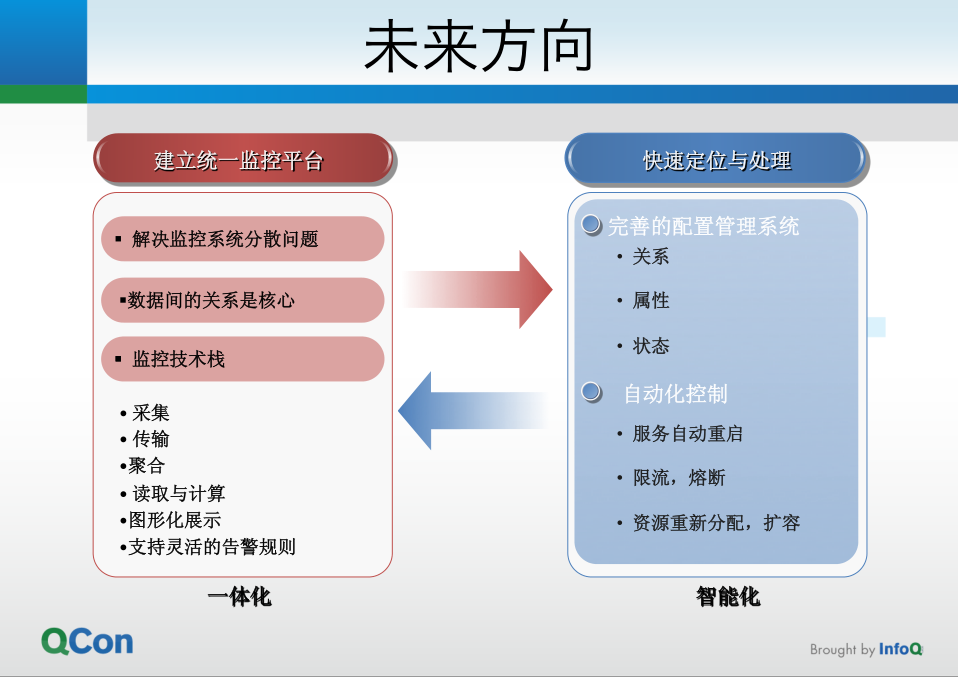 未来方向
建立统一监控平台
▪ 解决监控系统分散问题
▪数据间的关系是核心
▪ 监控技术栈
• 采集
• 传输
•聚合
• 读取与计算
•图形化展示
•支持灵活的告警规则
一体化
快速定位与处理
完善的配置管理系统
• 关系
• 属性
• 状态
自动化控制
• 服务自动重启
• 限流，熔断
• 资源重新分配，扩容
智能化
QCon
Brought by InfoQ